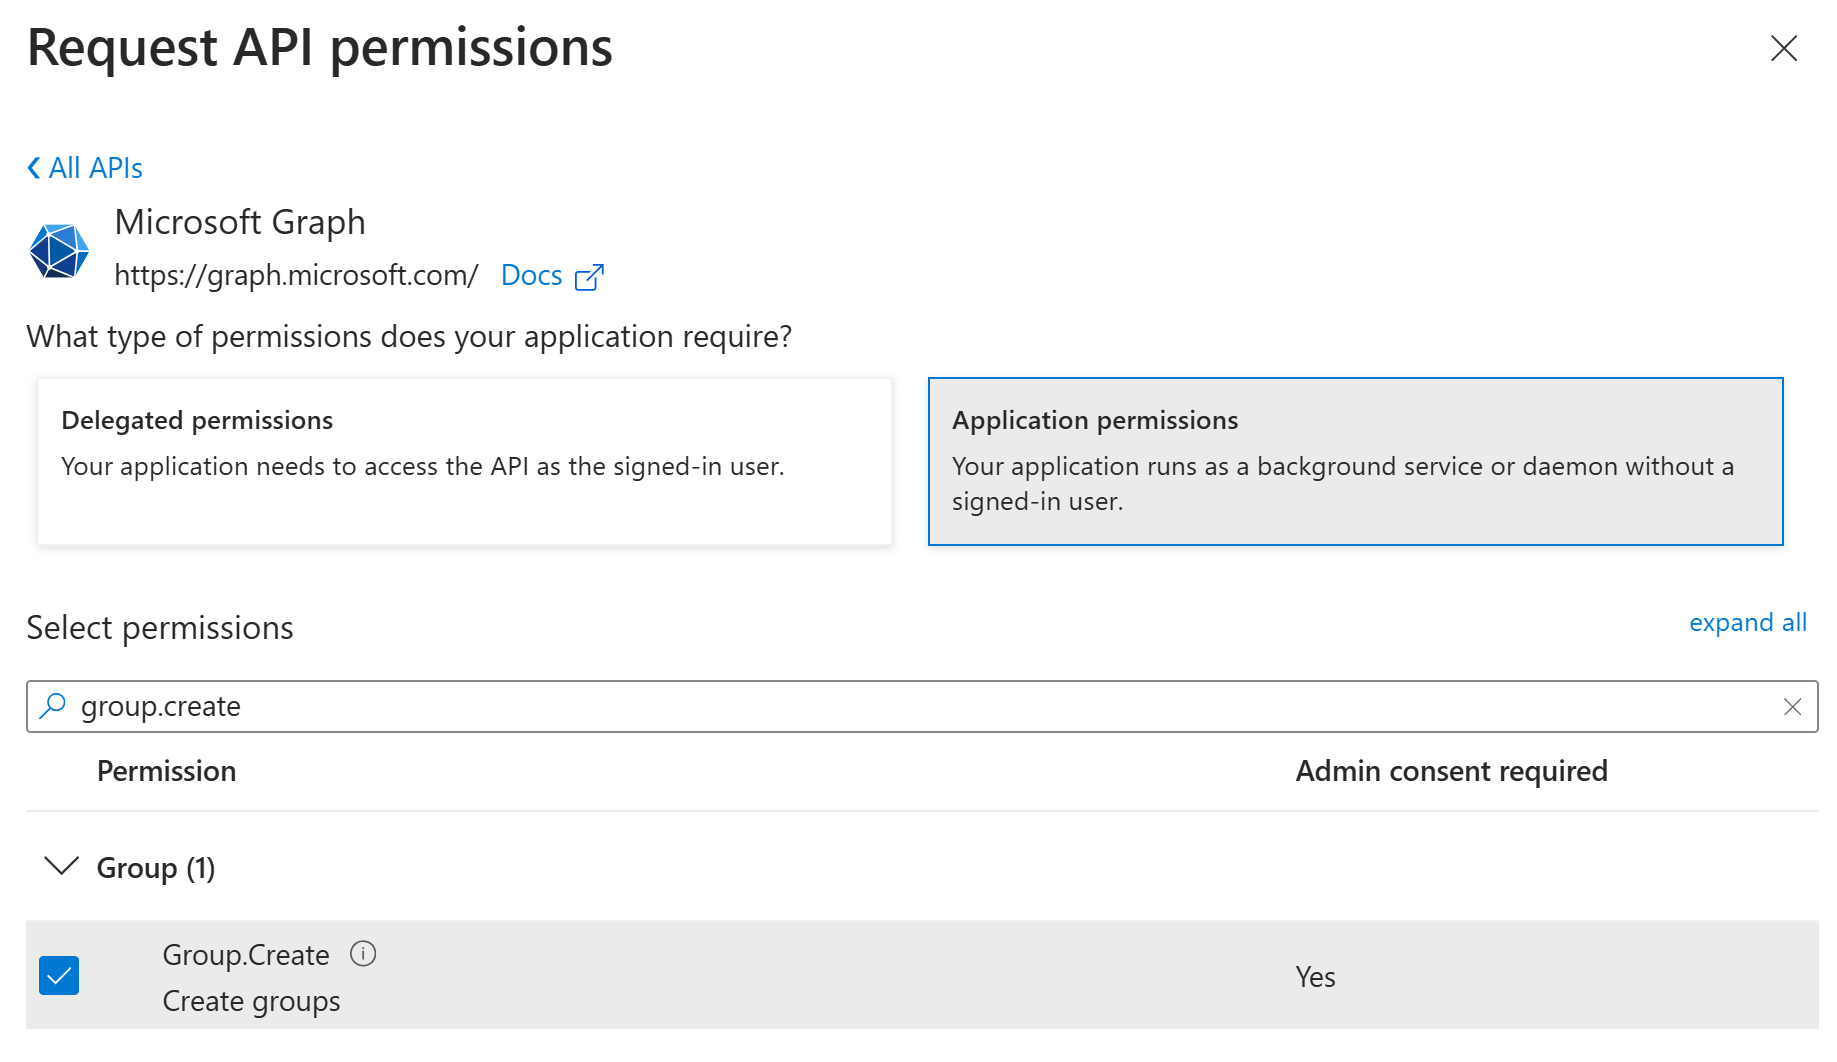 Request API permissions
All APIs
Microsoft Graph
https://graph.microsoft.com/ Docs
What type of permissions does your application require?
Delegated permissions
Your application needs to access the API as the signed-in user.
Application permissions
Your application runs as a background service or daemon without a
signed-in user.
Select permissions
expand all
group.create
Permission Admin consent required
Group (1)
Group.Create
Create groups
Yes